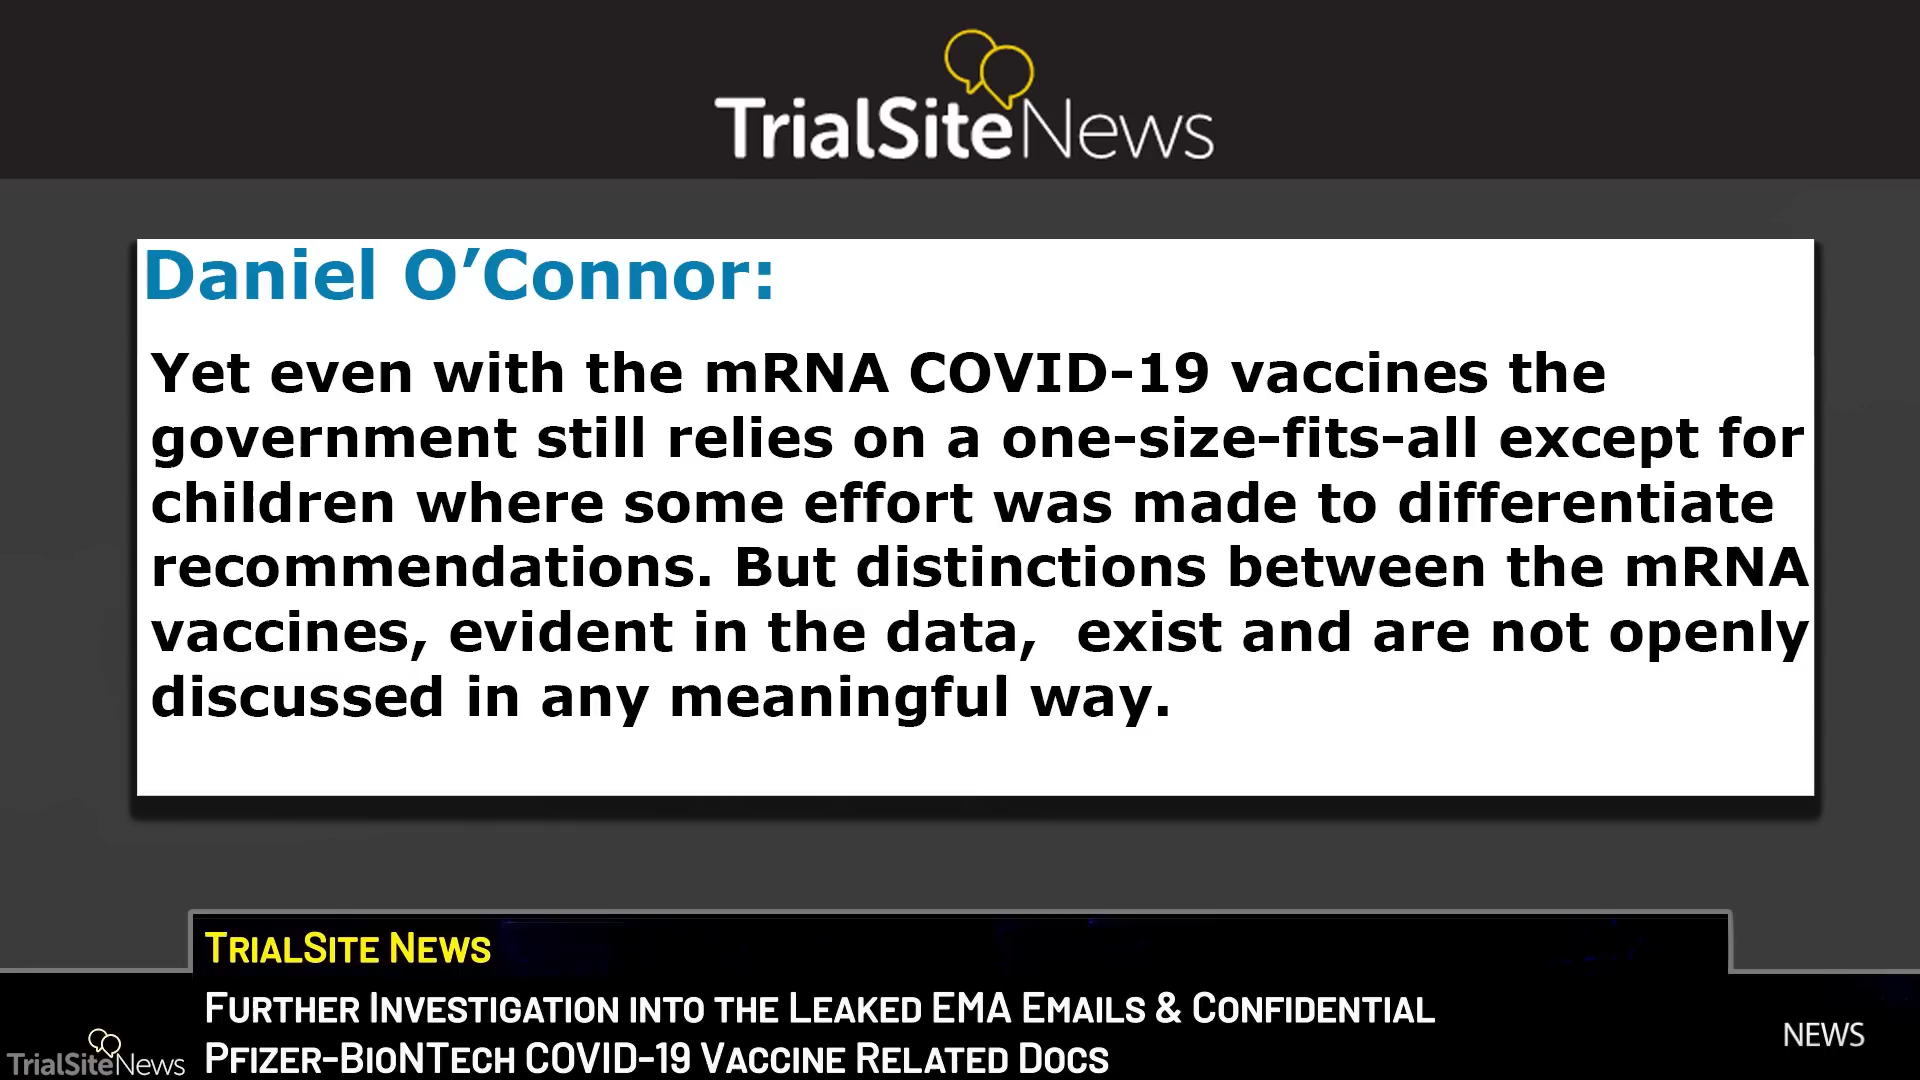 TrialSiteNews
Daniel O’Connor:
Yet even with the mRNA COVID-19 vaccines the
government still relies on a one-size-fits-all except for
children where some effort was made to differentiate
recommendations. But distinctions between the mRNA
vaccines, evident in the data,  exist and are not openly
discussed in any meaningful way.
TrialSite News
Further Investigation into the Leaked EMA Emails & Confidential
Pfizer-BioNTech COVID-19 Vaccine Related Docs
TrialSiteNews
NEWS